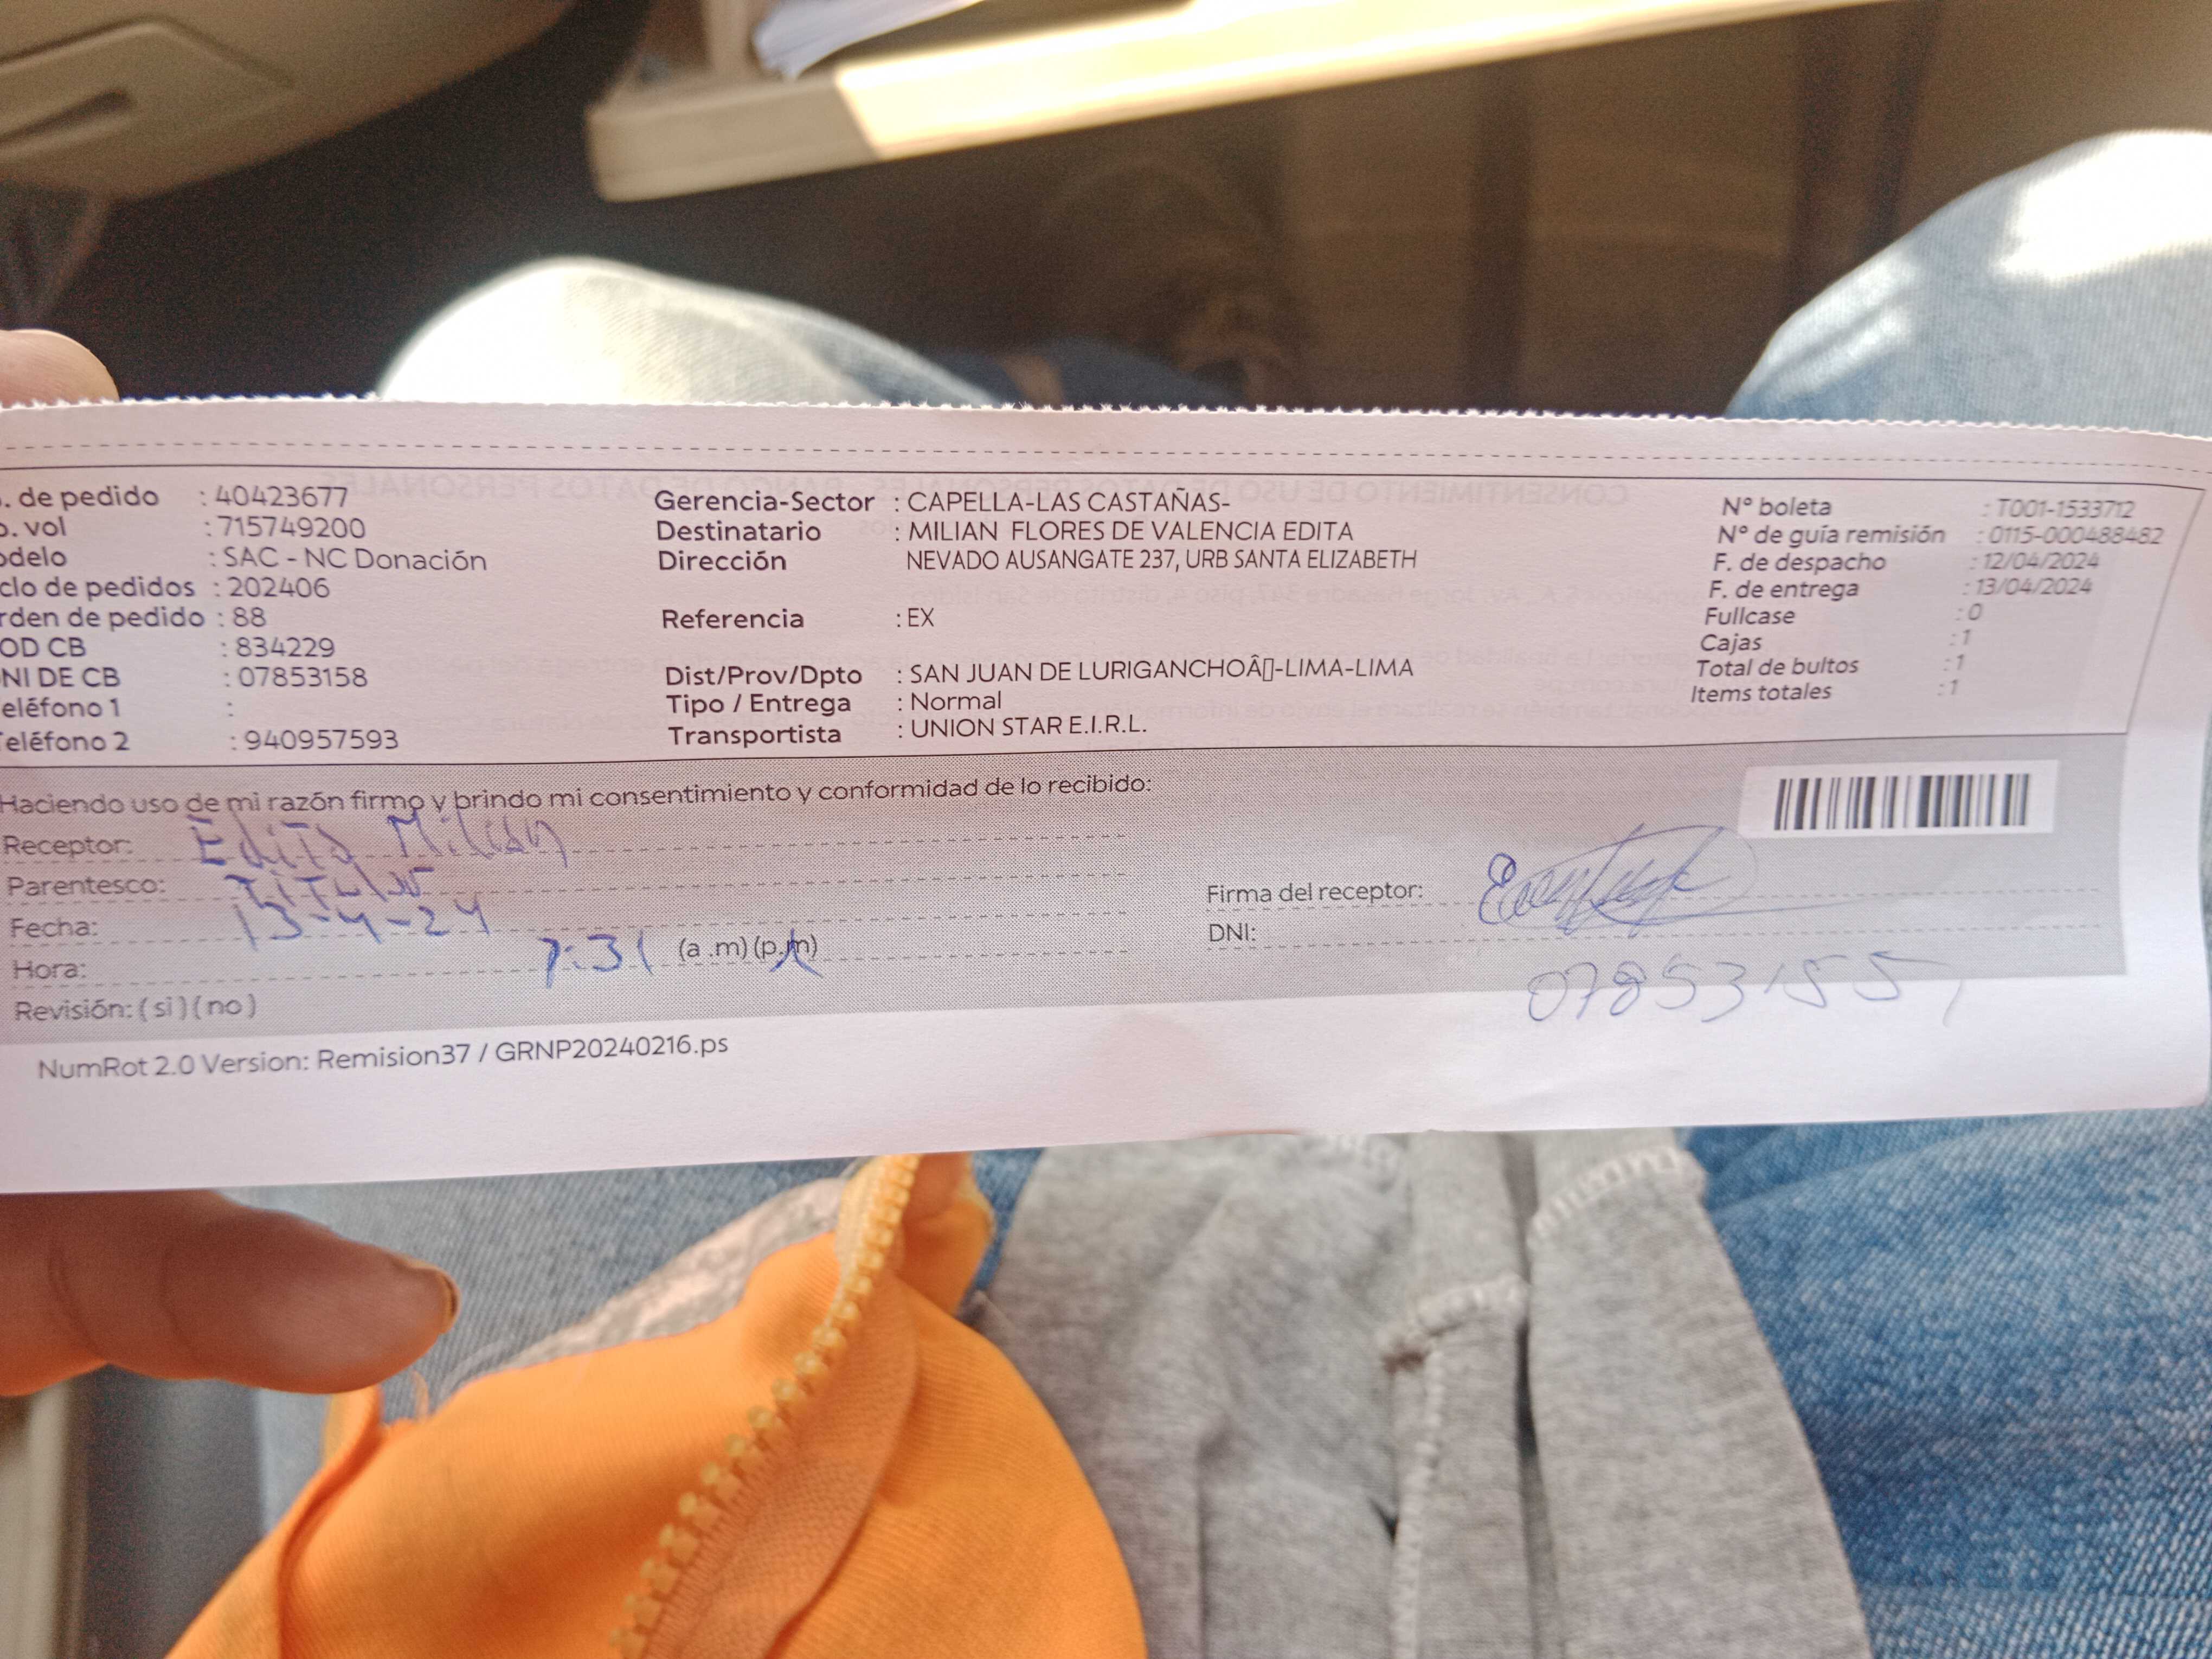 . de pedido : 40423677
o. vol : 715749200
odelo : SAC - NC Donación
clo de pedidos : 202406
rden de pedido : 88
OD CB : 834229
NI DE CB : 07853158
eléfono 1 :
Teléfono 2 : 940957593
Gerencia-Sector : CAPELLA-LAS CASTAÑAS-
Destinatario : MILIAN FLORES DE VALENCIA EDITA
Dirección NEVADO AUSANGATE 237, URB SANTA ELIZABETH
Referencia : EX
Dist/Prov/Dpto : SAN JUAN DE LURIGANCHOÂ▯-LIMA-LIMA
Tipo / Entrega : Normal
Transportista : UNION STAR E.I.R.L.
Nº boleta : T001-1533712
Nº de guía remisión : 0115-000488482
F. de despacho : 12/04/2024
F. de entrega : 13/04/2024
Fullcase : 0
Cajas : 1
Total de bultos : 1
Items totales : 1
Haciendo uso de mi razón firmo y brindo mi consentimiento y conformidad de lo recibido:
Receptor: Edita Milian
Parentesco: Titular
Fecha: 13-4-24
Hora: 1:31 (a .m) (p.m)
Revisión: ( si ) ( no )
Firma del receptor:
DNI:
NumRot 2.0 Version: Remision37 / GRNP20240216.ps